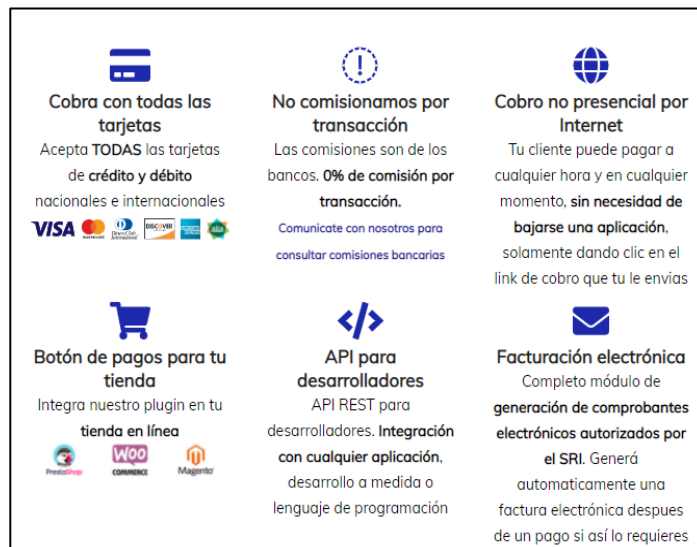 Cobra con todas las
tarjetas
Acepta TODAS las tarjetas
de crédito y débito
nacionales e internacionales
VISA
DISCOVER
alia
No comisionamos por
transacción
Las comisiones son de los
bancos. 0% de comisión por
transacción.
Comunicate con nosotros para
consultar comisiones bancarias
Cobro no presencial por
Internet
Tu cliente puede pagar a
cualquier hora y en cualquier
momento, sin necesidad de
bajarse una aplicación,
solamente dando clic en el
link de cobro que tu le envias
Botón de pagos para tu
tienda
Integra nuestro plugin en tu
tienda en línea
PrestaShop
WOO
COMMERCE
Magento
API para
desarrolladores
API REST para
desarrolladores. Integración
con cualquier aplicación,
desarrollo a medida o
lenguaje de programación
Facturación electrónica
Completo módulo de
generación de comprobantes
electrónicos autorizados por
el SRI. Generá
automaticamente una
factura electrónica despues
de un pago si así lo requieres